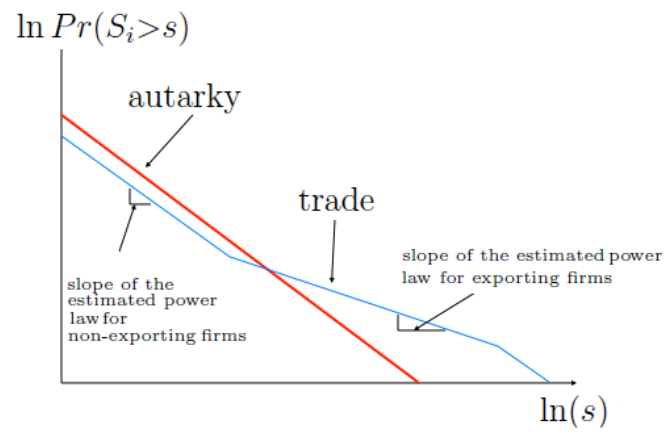 ln Pr(S_i>s)
autarky
trade
slope of the estimated power
law for exporting firms
slope of the
estimated power
law for
non-exporting firms
ln(s)